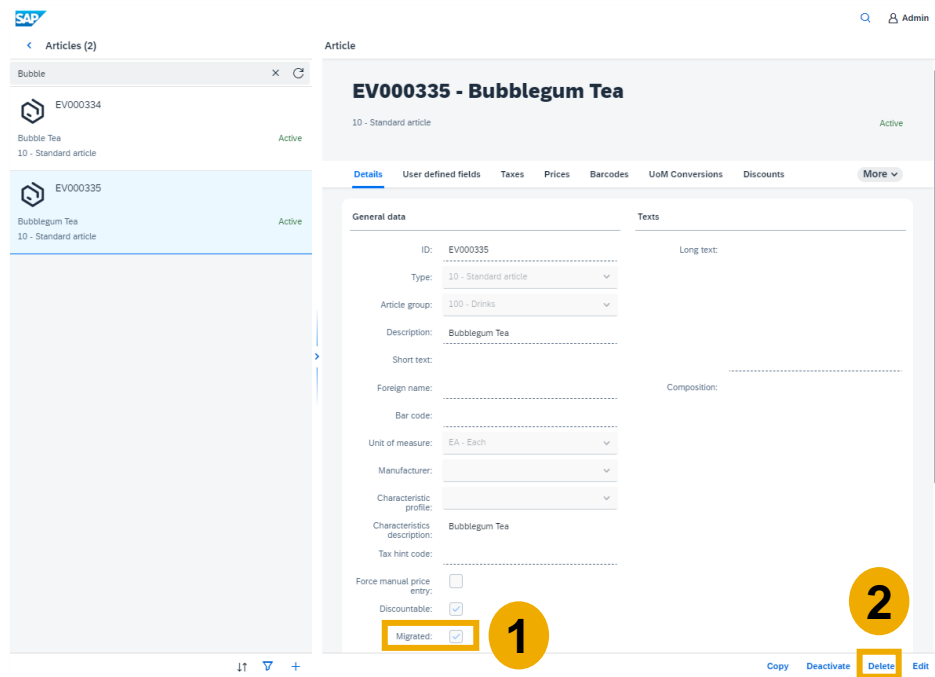 SAP
Admin
Articles (2)
Article
Bubble
EV000334
Bubble Tea
Active
10 - Standard article
EV000335
Bubblegum Tea
Active
10 - Standard article
EV000335 - Bubblegum Tea
10 - Standard article
Active
Details User defined fields Taxes Prices Barcodes UoM Conversions Discounts More
General data
ID: EV000335
Type: 10 - Standard article
Article group: 100 - Drinks
Description: Bubblegum Tea
Short text:
Foreign name:
Bar code:
Unit of measure: EA - Each
Manufacturer:
Characteristic
profile:
Characteristics
description: Bubblegum Tea
Tax hint code:
Force manual price
entry:
Discountable:
Migrated:
1
Texts
Long text:
Composition:
2
Copy Deactivate Delete Edit